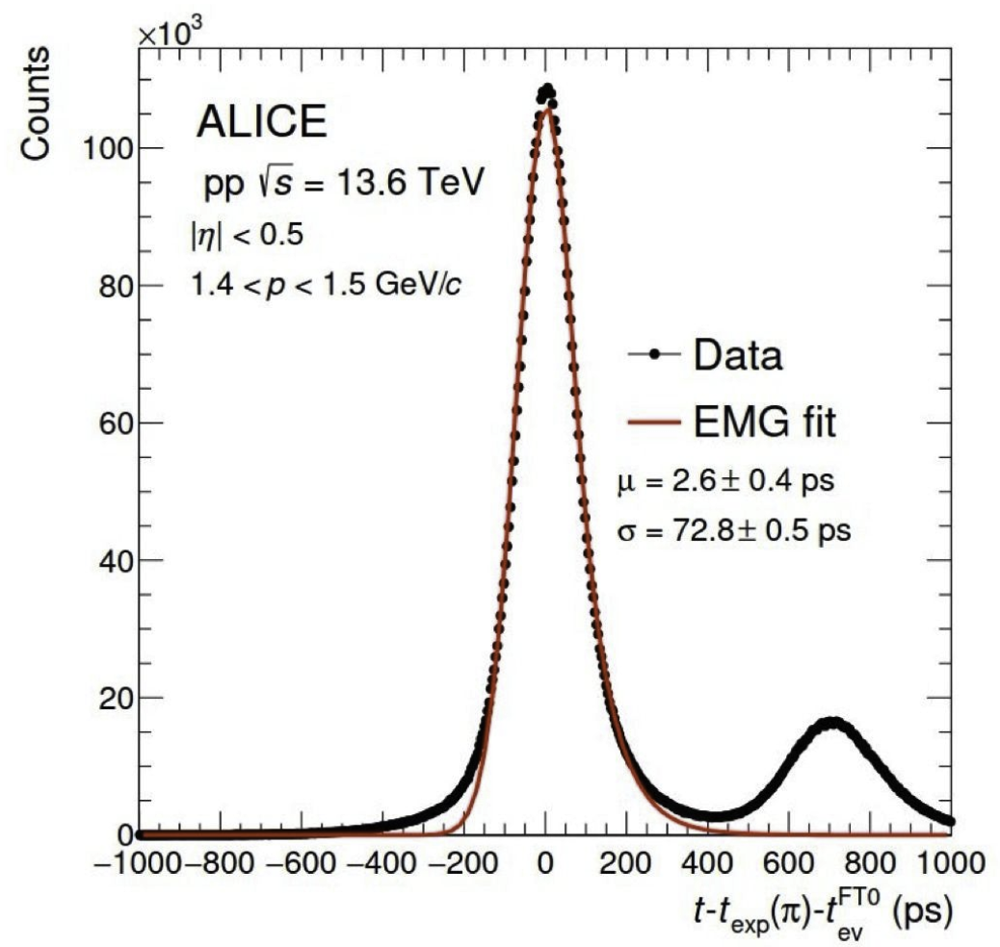 ×10³
Counts
ALICE
pp √s = 13.6 TeV
|η| < 0.5
1.4 < p < 1.5 GeV/c
Data
EMG fit
μ = 2.6 ± 0.4 ps
σ = 72.8 ± 0.5 ps
100
80
60
40
20
0
−1000 −800 −600 −400 −200 0 200 400 600 800 1000
t-t_exp(π)-t_ev^FT0 (ps)